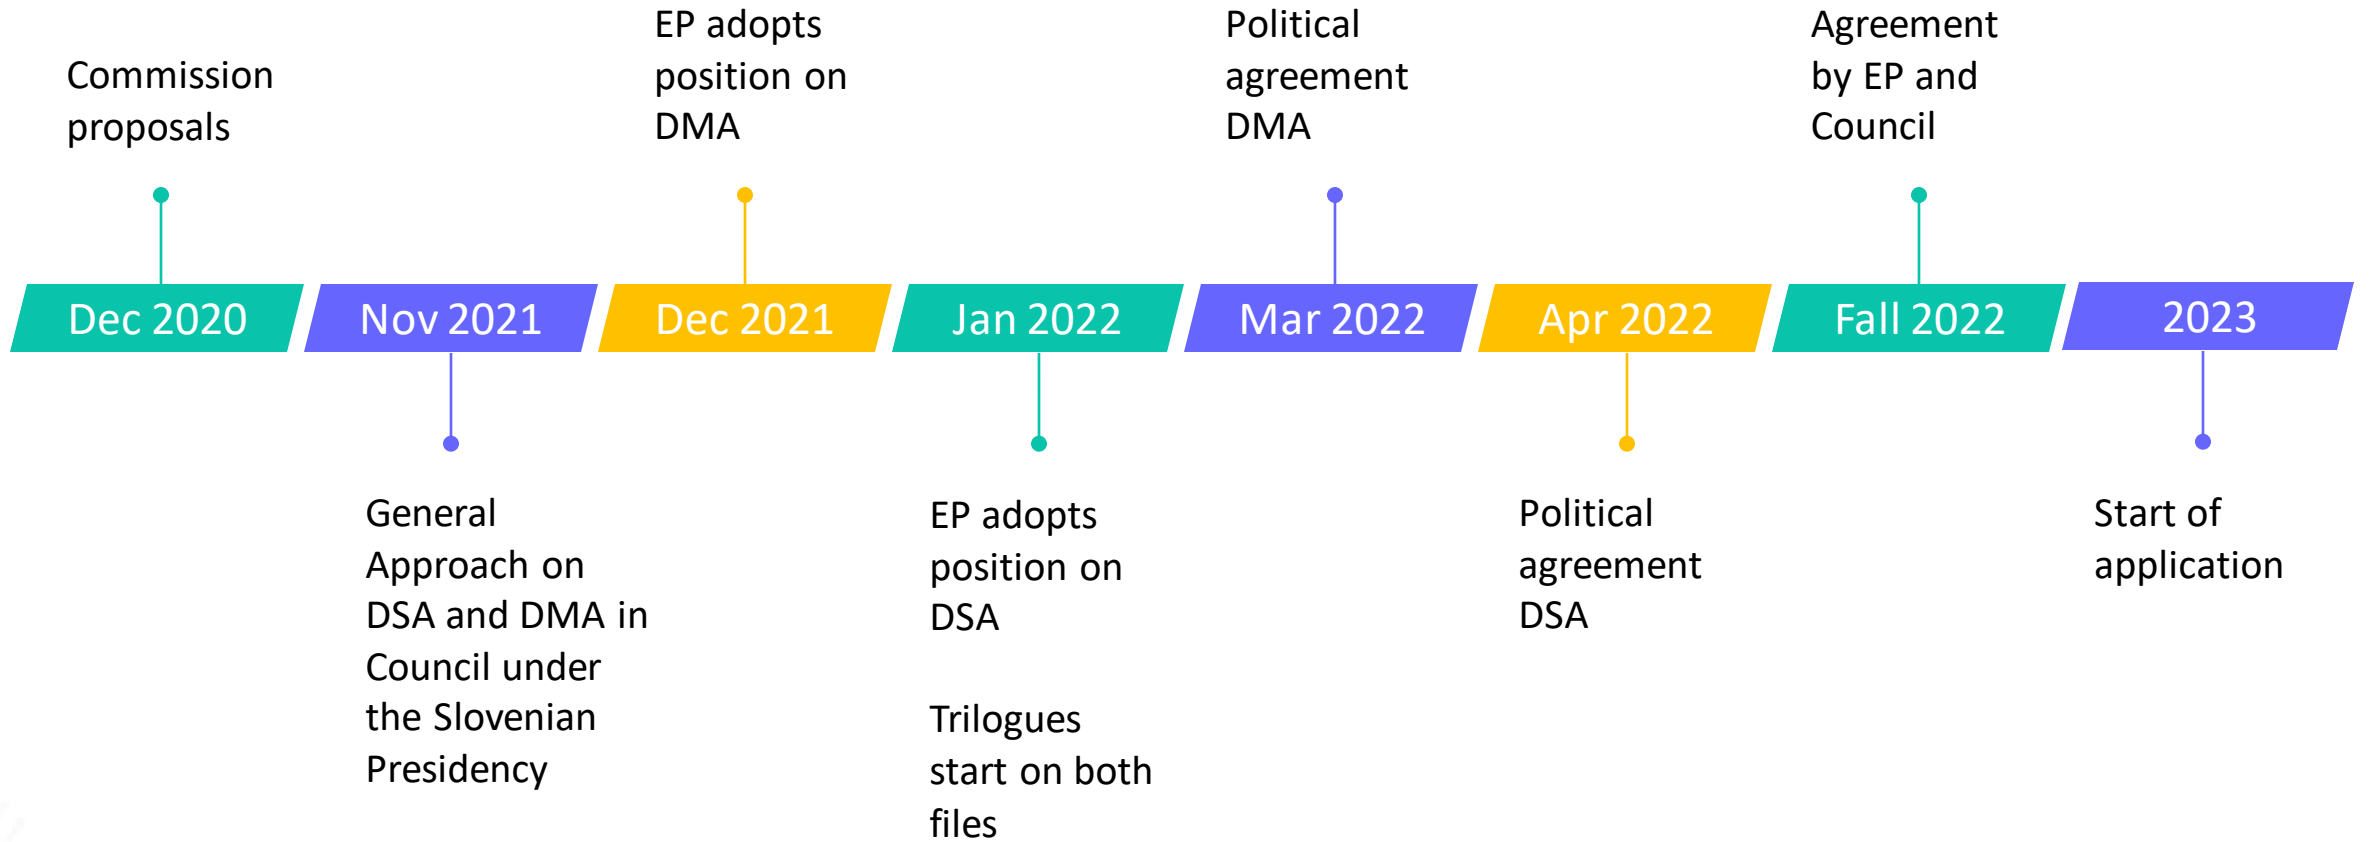 Commission
proposals
EP adopts
position on
DMA
Political
agreement
DMA
Agreement
by EP and
Council
Dec 2020
Nov 2021
Dec 2021
Jan 2022
Mar 2022
Apr 2022
Fall 2022
2023
General
Approach on
DSA and DMA in
Council under
the Slovenian
Presidency
EP adopts
position on
DSA
Trilogues
start on both
files
Political
agreement
DSA
Start of
application